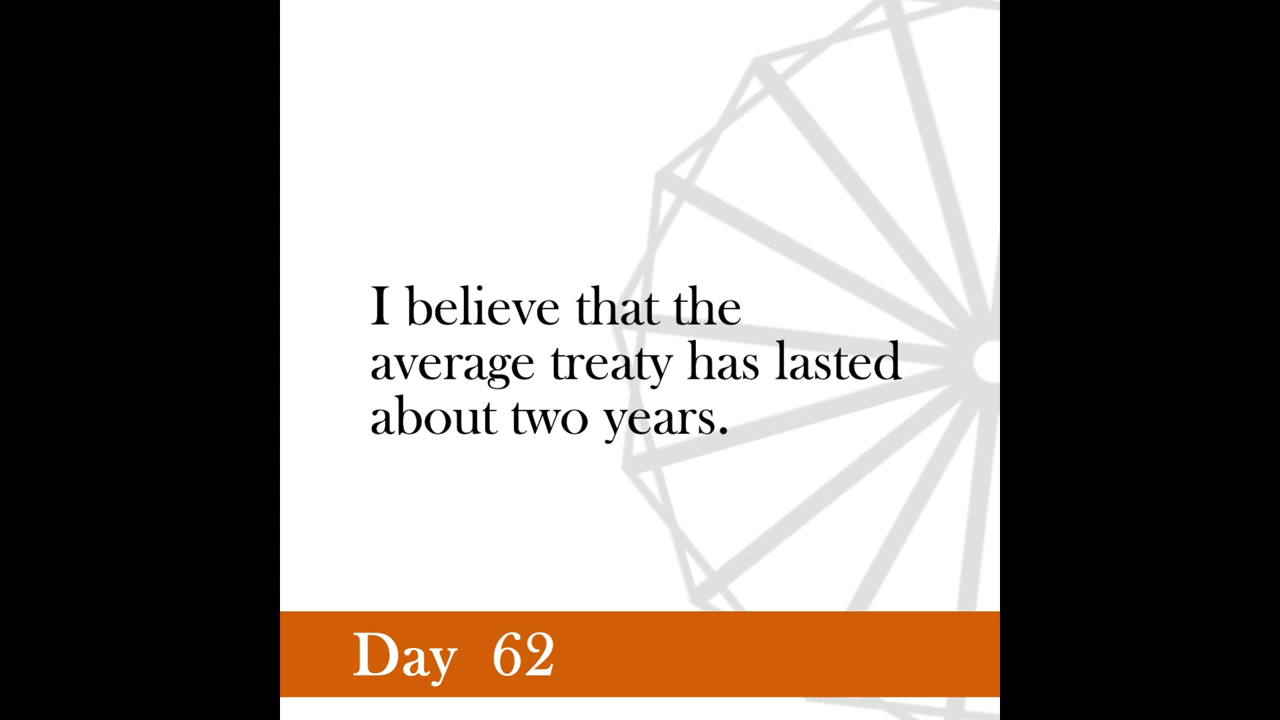 I believe that the
average treaty has lasted
about two years.
Day 62